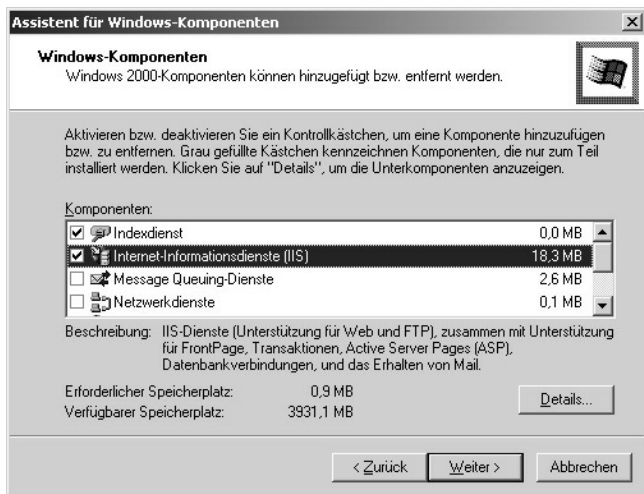 Assistent für Windows-Komponenten
Windows-Komponenten
Windows 2000-Komponenten können hinzugefügt bzw. entfernt werden.
Aktivieren bzw. deaktivieren Sie ein Kontrollkästchen, um eine Komponente hinzuzufügen
bzw. zu entfernen. Grau gefüllte Kästchen kennzeichnen Komponenten, die nur zum Teil
installiert werden. Klicken Sie auf "Details", um die Unterkomponenten anzuzeigen.
Komponenten:
Indexdienst 0,0 MB
Internet-Informationsdienste (IIS) 18,3 MB
Message Queuing-Dienste 2,6 MB
Netzwerkdienste 0,1 MB
Beschreibung: IIS-Dienste (Unterstützung für Web und FTP), zusammen mit Unterstützung
für FrontPage, Transaktionen, Active Server Pages (ASP),
Datenbankverbindungen, und das Erhalten von Mail.
Erforderlicher Speicherplatz: 0,9 MB
Verfügbarer Speicherplatz: 3931,1 MB
Details...
< Zurück Weiter > Abbrechen